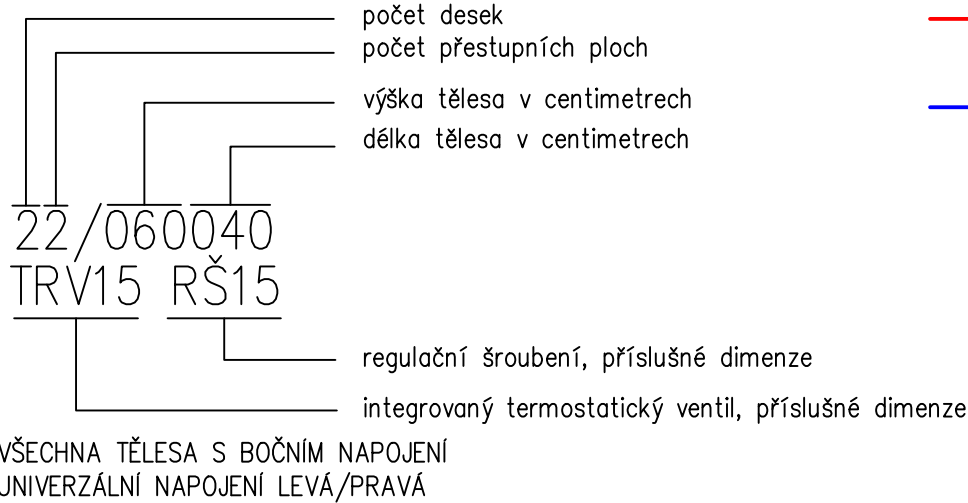 počet desek
počet přestupních ploch
výška tělesa v centimetrech
délka tělesa v centimetrech
22/060040
TRV15 RŠ15
regulační šroubení, příslušné dimenze
integrovaný termostatický ventil, příslušné dimenze
VŠECHNA TĚLESA S BOČNÍM NAPOJENÍ
UNIVERZÁLNÍ NAPOJENÍ LEVÁ/PRAVÁ